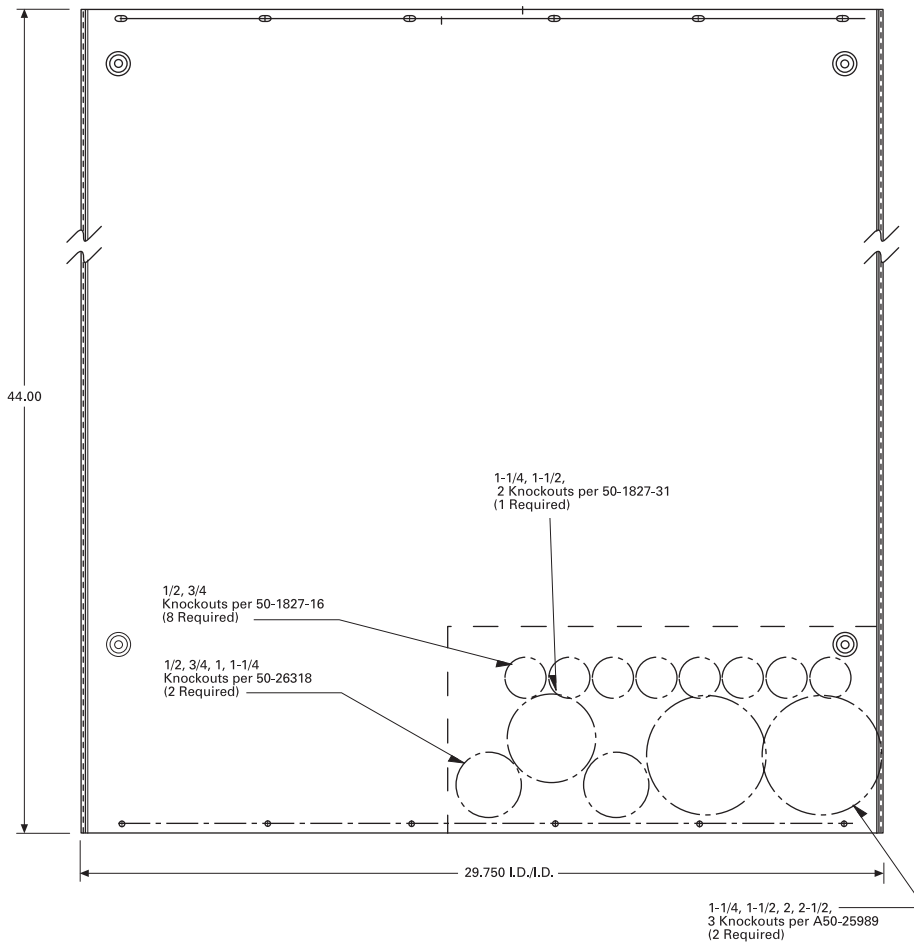 44.00
1-1/4, 1-1/2,
2 Knockouts per 50-1827-31
(1 Required)
1/2, 3/4
Knockouts per 50-1827-16
(8 Required)
1/2, 3/4, 1, 1-1/4
Knockouts per 50-26318
(2 Required)
29.750 I.D./I.D.
1-1/4, 1-1/2, 2, 2-1/2,
3 Knockouts per A50-25989
(2 Required)